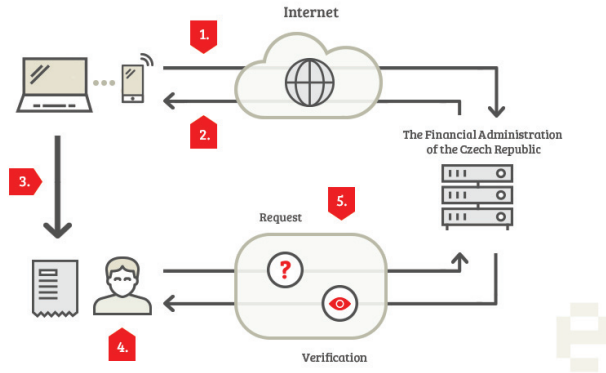 Internet
1.
2.
The Financial Administration
of the Czech Republic
3.
5.
Request
?
4.
Verification
e